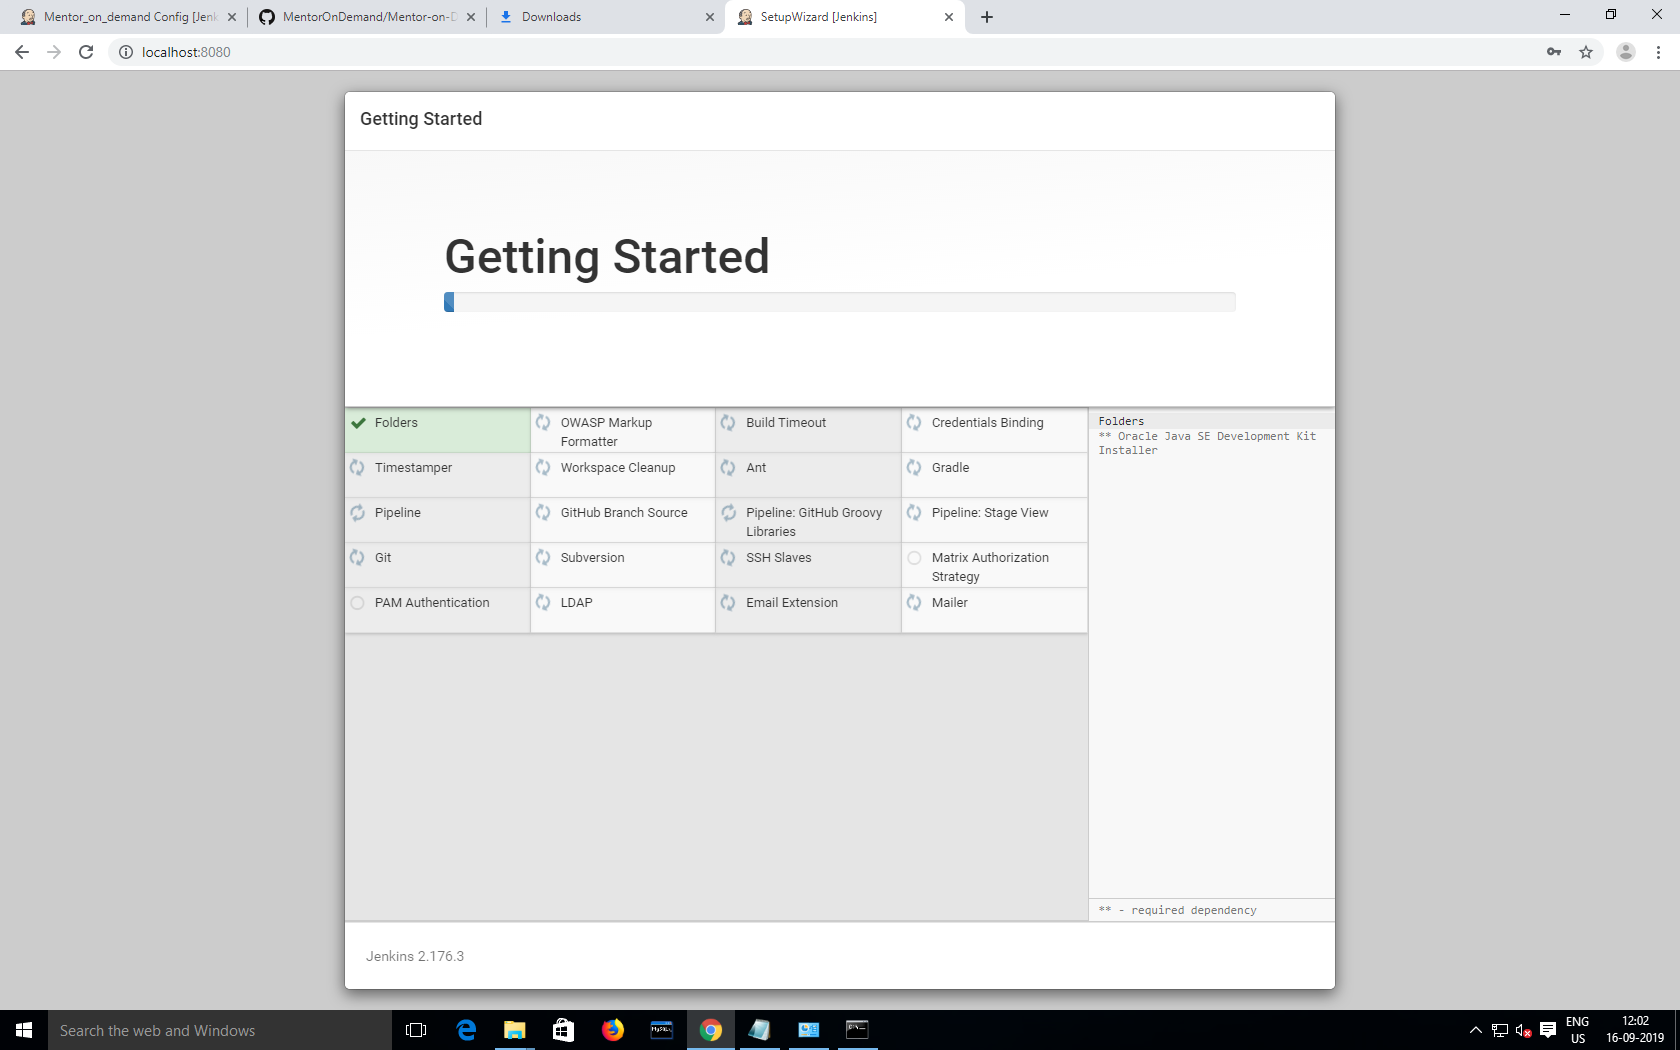 Mentor_on_demand Config [Jenk
MentorOnDemand/Mentor-on-D
Downloads
SetupWizard [Jenkins]
localhost:8080
Getting Started
Getting Started
Folders
OWASP Markup
Formatter
Build Timeout
Credentials Binding
Timestamper
Workspace Cleanup
Ant
Gradle
Pipeline
GitHub Branch Source
Pipeline: GitHub Groovy
Libraries
Pipeline: Stage View
Git
Subversion
SSH Slaves
Matrix Authorization
Strategy
PAM Authentication
LDAP
Email Extension
Mailer
Folders
** Oracle Java SE Development Kit
Installer
** - required dependency
Jenkins 2.176.3
Search the web and Windows
ENG
US
12:02
16-09-2019